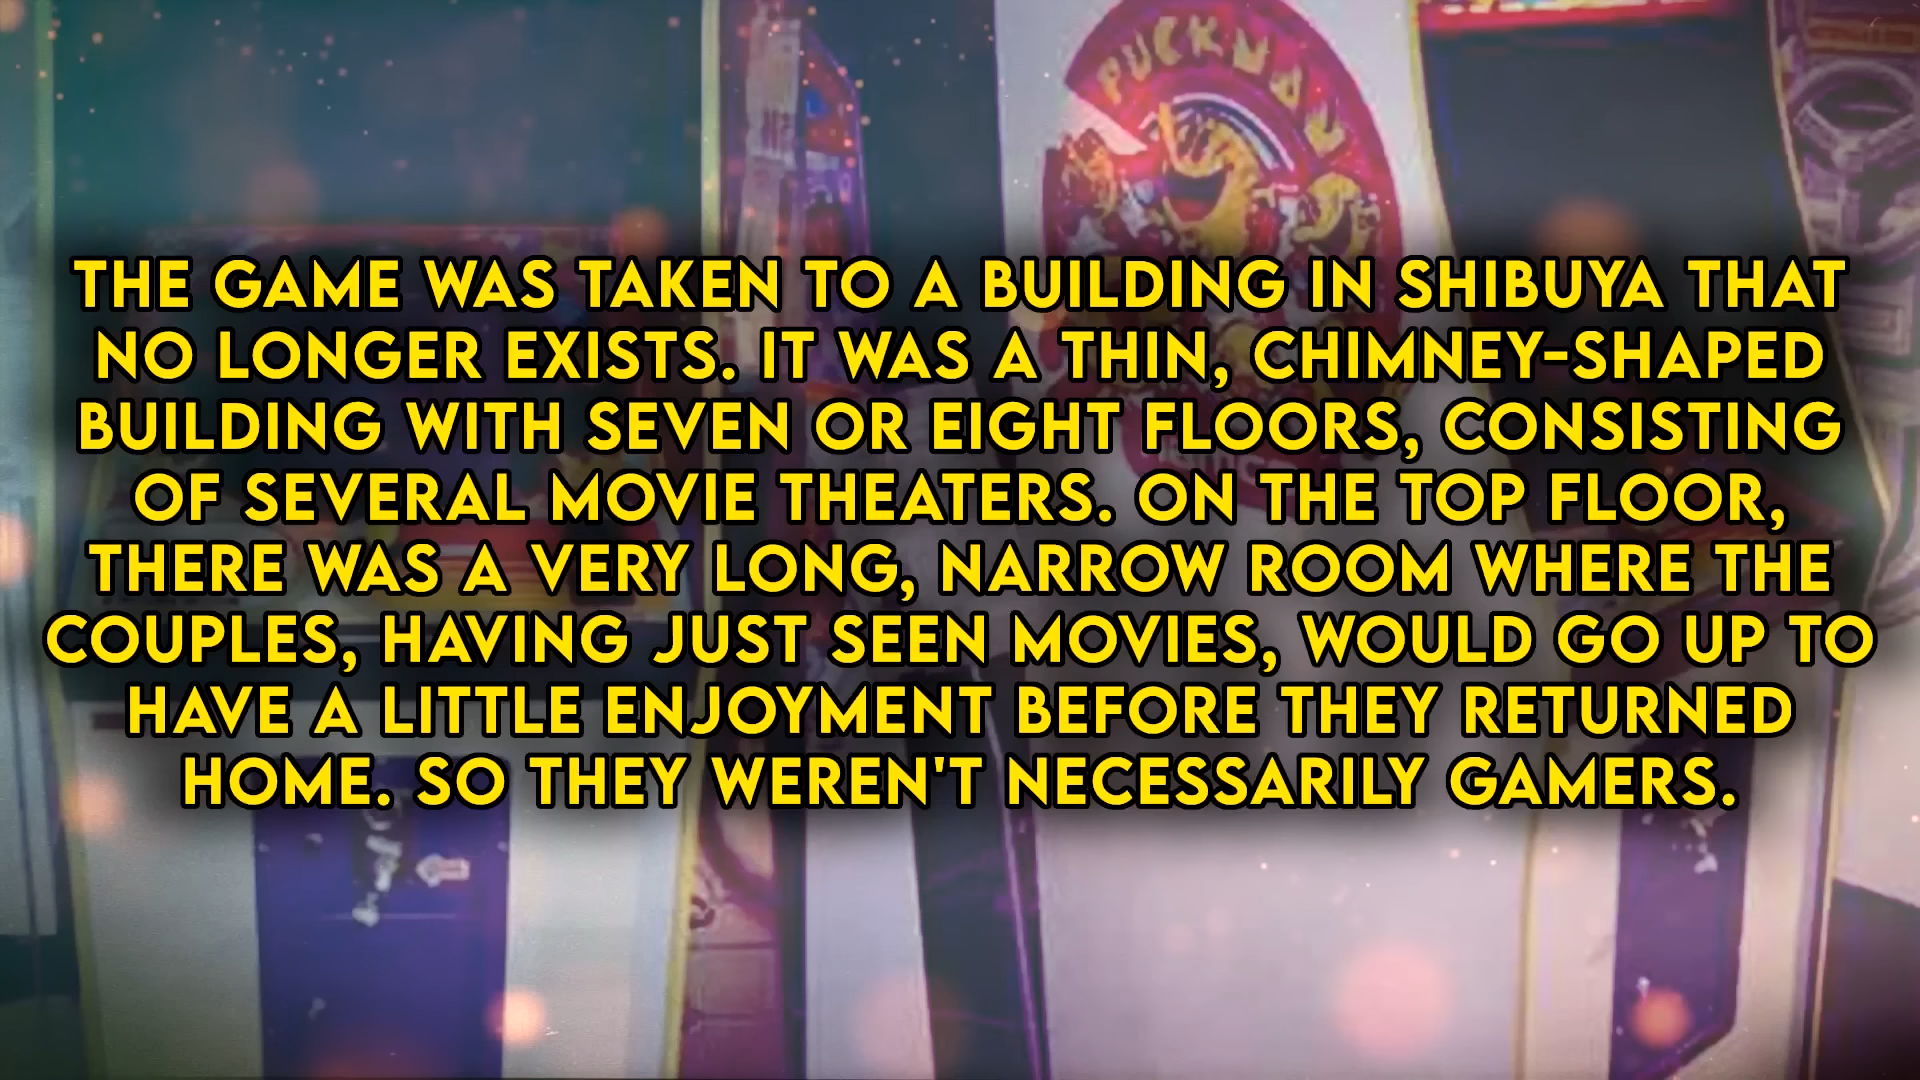 PUCKMAN
THE GAME WAS TAKEN TO A BUILDING IN SHIBUYA THAT
NO LONGER EXISTS. IT WAS A THIN, CHIMNEY-SHAPED
BUILDING WITH SEVEN OR EIGHT FLOORS, CONSISTING
OF SEVERAL MOVIE THEATERS. ON THE TOP FLOOR,
THERE WAS A VERY LONG, NARROW ROOM WHERE THE
COUPLES, HAVING JUST SEEN MOVIES, WOULD GO UP TO
HAVE A LITTLE ENJOYMENT BEFORE THEY RETURNED
HOME. SO THEY WEREN'T NECESSARILY GAMERS.